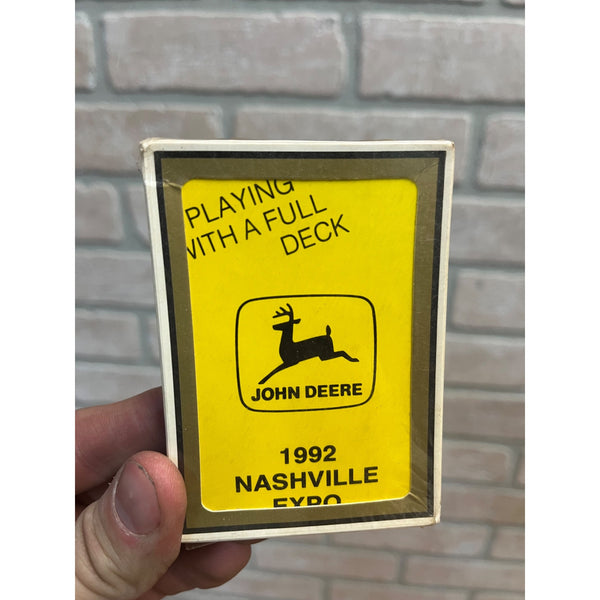 PLAYING
WITH A FULL
DECK
JOHN DEERE
1992
NASHVILLE
EXPO